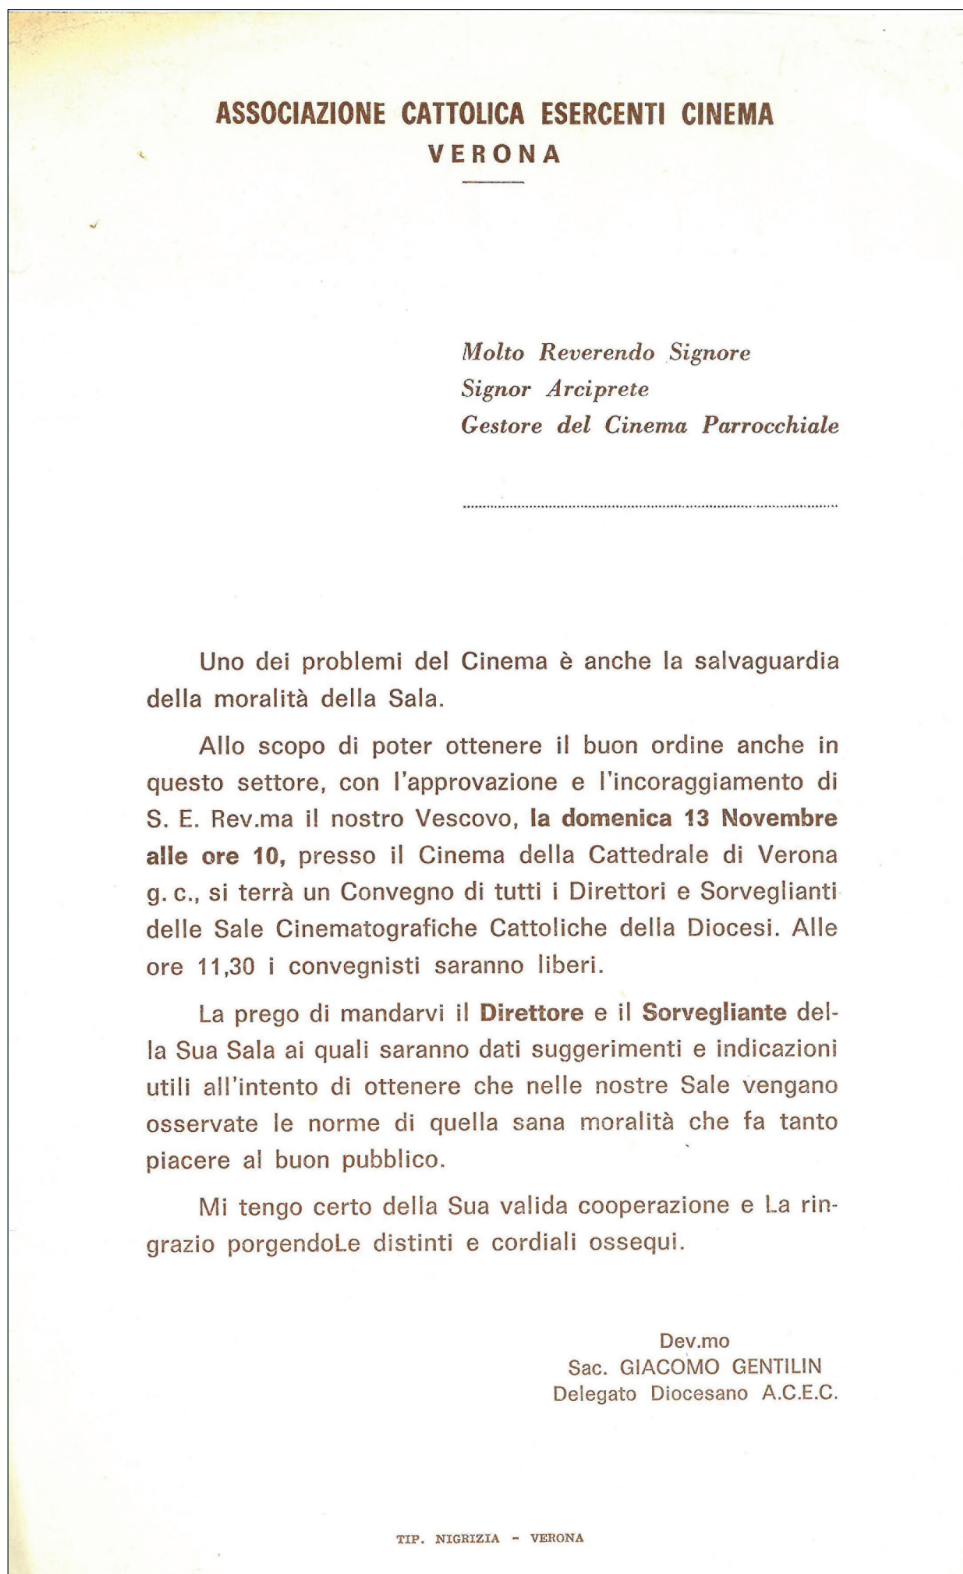 ASSOCIAZIONE CATTOLICA ESERCENTI CINEMA
VERONA
Molto Reverendo Signore
Signor Arciprete
Gestore del Cinema Parrocchiale
Uno dei problemi del Cinema è anche la salvaguardia
della moralità della Sala.
Allo scopo di poter ottenere il buon ordine anche in
questo settore, con l'approvazione e l'incoraggiamento di
S. E. Rev.ma il nostro Vescovo, la domenica 13 Novembre
alle ore 10, presso il Cinema della Cattedrale di Verona
g. c., si terrà un Convegno di tutti i Direttori e Sorveglianti
delle Sale Cinematografiche Cattoliche della Diocesi. Alle
ore 11,30 i convegnisti saranno liberi.
La prego di mandarvi il Direttore e il Sorvegliante del-
la Sua Sala ai quali saranno dati suggerimenti e indicazioni
utili all'intento di ottenere che nelle nostre Sale vengano
osservate le norme di quella sana moralità che fa tanto
piacere al buon pubblico.
Mi tengo certo della Sua valida cooperazione e La rin-
grazio porgendoLe distinti e cordiali ossequi.
Dev.mo
Sac. GIACOMO GENTILIN
Delegato Diocesano A.C.E.C.
TIP. NIGRIZIA - VERONA